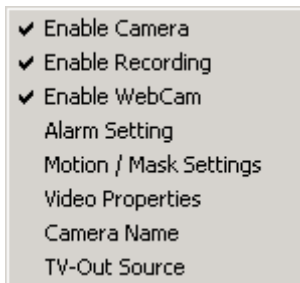 Enable Camera
Enable Recording
Enable WebCam
Alarm Setting
Motion / Mask Settings
Video Properties
Camera Name
TV-Out Source